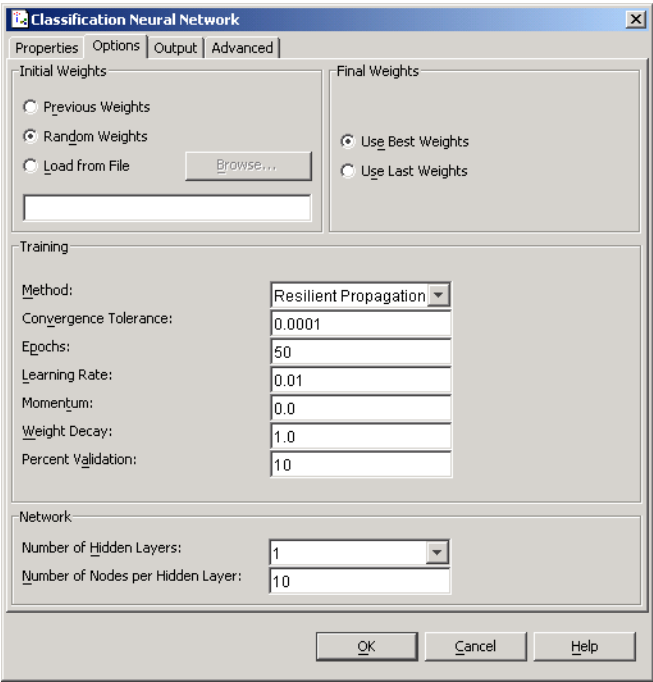 Classification Neural Network
Properties Options Output Advanced
Initial Weights
Previous Weights
Random Weights
Load from File Browse...
Final Weights
Use Best Weights
Use Last Weights
Training
Method: Resilient Propagation
Convergence Tolerance: 0.0001
Epochs: 50
Learning Rate: 0.01
Momentum: 0.0
Weight Decay: 1.0
Percent Validation: 10
Network
Number of Hidden Layers: 1
Number of Nodes per Hidden Layer: 10
OK Cancel Help